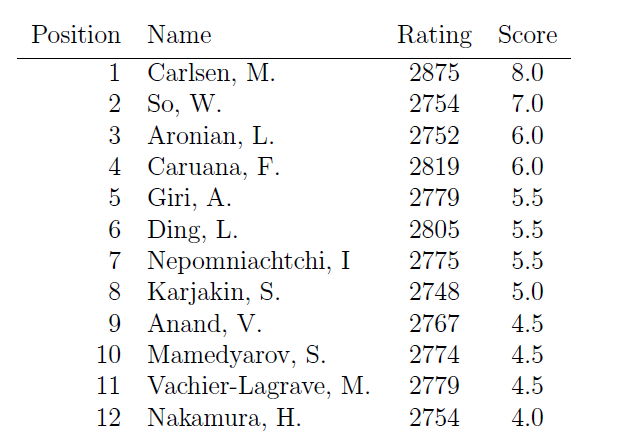 Position Name Rating Score
1 Carlsen, M. 2875 8.0
2 So, W. 2754 7.0
3 Aronian, L. 2752 6.0
4 Caruana, F. 2819 6.0
5 Giri, A. 2779 5.5
6 Ding, L. 2805 5.5
7 Nepomniachtchi, I 2775 5.5
8 Karjakin, S. 2748 5.0
9 Anand, V. 2767 4.5
10 Mamedyarov, S. 2774 4.5
11 Vachier-Lagrave, M. 2779 4.5
12 Nakamura, H. 2754 4.0